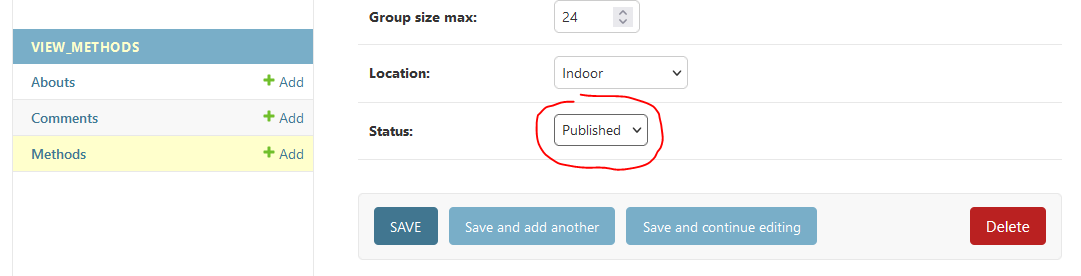 Group size max: 24
VIEW_METHODS
Abouts + Add
Location: Indoor
Comments + Add
Status: Published
Methods + Add
SAVE Save and add another Save and continue editing Delete